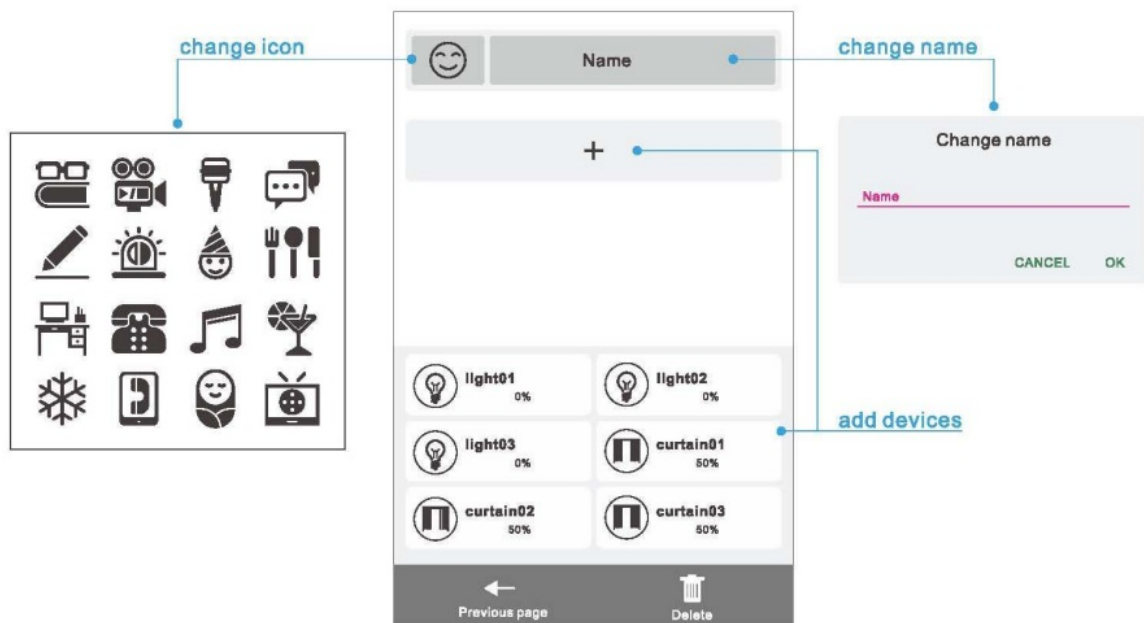 change icon
Name
change name
+
Change name
Name
CANCEL OK
light01
0%
light02
0%
light03
0%
curtain01
50%
add devices
curtain02
50%
curtain03
50%
Previous page
Delete